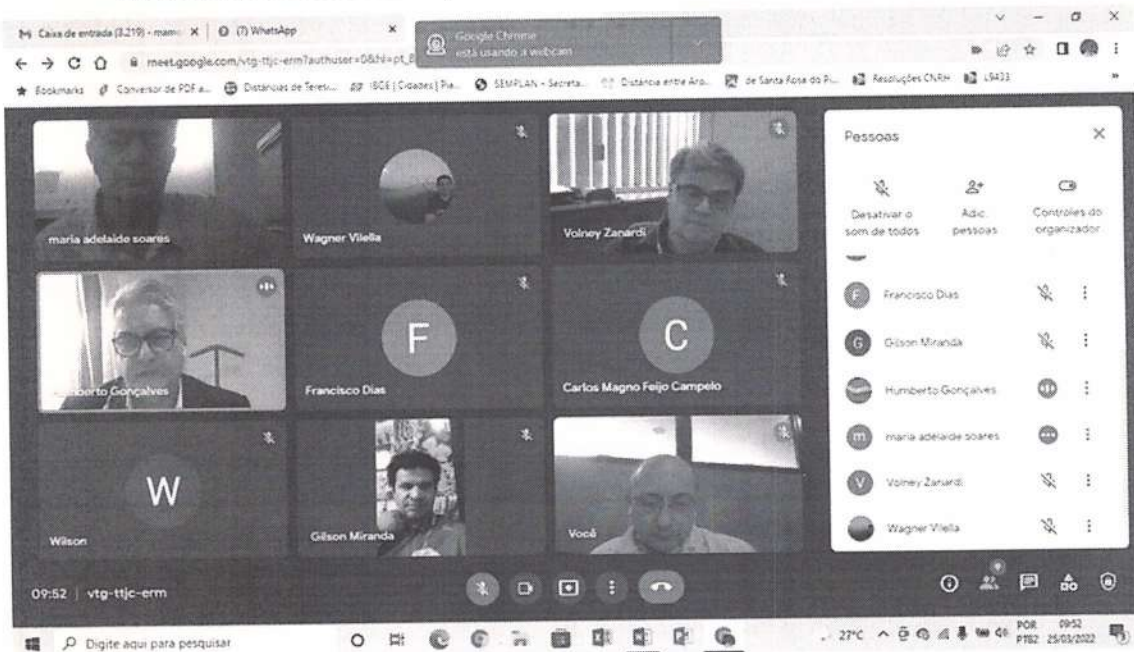 Caixa de entrada (3.219) - mam
(7) WhatsApp
Google Chrome
está usando a webcam
meet.google.com/vtg-ttjc-erm?authuser=0&hl=pt_B
Bookmarks
Conversor de PDF a...
Distâncias de Teresi...
IBGE | Cidades | Pia...
SEMPLAN - Secreta...
Distância entre Aro...
de Santa Rosa do Pi...
Resoluções CNRH
L9433
maria adelaide soares
Wagner Vilella
Volney Zanardi
berto Gonçalves
F
Francisco Dias
C
Carlos Magno Feijo Campelo
W
Wilson
Gilson Miranda
Você
09:52 | vtg-ttjc-erm
Pessoas
Desativar o
som de todos
Adic.
pessoas
Controles do
organizador
F Francisco Dias
G Gilson Miranda
Humberto Gonçalves
m maria adelaide soares
V Volney Zanardi
Wagner Vilella
Digite aqui para pesquisar
27°C
POR
PTB2
09:52
25/03/2022